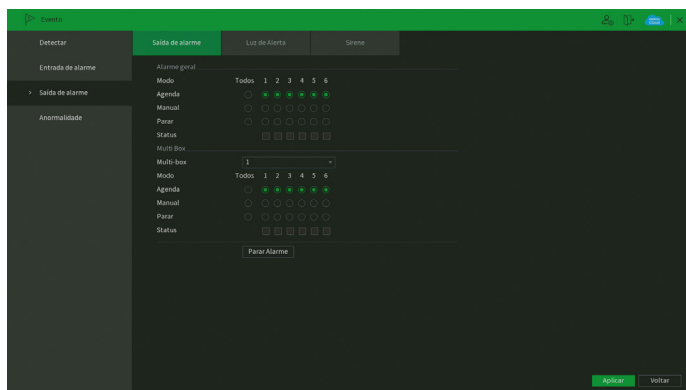 Evento
Detectar
Entrada de alarme
> Saída de alarme
Anormalidade
Saída de alarme Luz de Alerta Sirene
Alarme geral
Modo Todos 1 2 3 4 5 6
Agenda
Manual
Parar
Status
Multi Box
Multi-box 1
Modo Todos 1 2 3 4 5 6
Agenda
Manual
Parar
Status
Parar Alarme
Aplicar Voltar